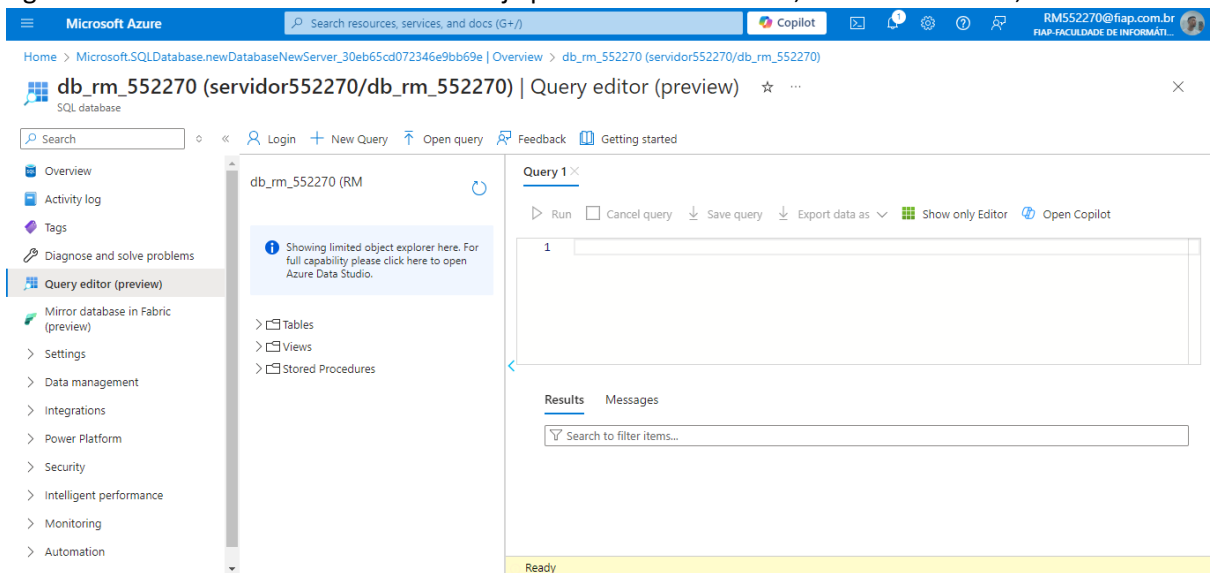 Microsoft Azure
Search resources, services, and docs (G+/)
Copilot
1
RM552270@fiap.com.br
FIAP-FACULDADE DE INFORMÁTI...
Home > Microsoft.SQLDatabase.newDatabaseNewServer_30eb65cd072346e9bb69e | Overview > db_rm_552270 (servidor552270/db_rm_552270)
db_rm_552270 (servidor552270/db_rm_552270) | Query editor (preview)
SQL database
Search
Login
New Query
Open query
Feedback
Getting started
Overview
Activity log
Tags
Diagnose and solve problems
Query editor (preview)
Mirror database in Fabric
(preview)
Settings
Data management
Integrations
Power Platform
Security
Intelligent performance
Monitoring
Automation
db_rm_552270 (RM
Showing limited object explorer here. For
full capability please click here to open
Azure Data Studio.
Tables
Views
Stored Procedures
Query 1
Run
Cancel query
Save query
Export data as
Show only Editor
Open Copilot
1
Results
Messages
Search to filter items...
Ready